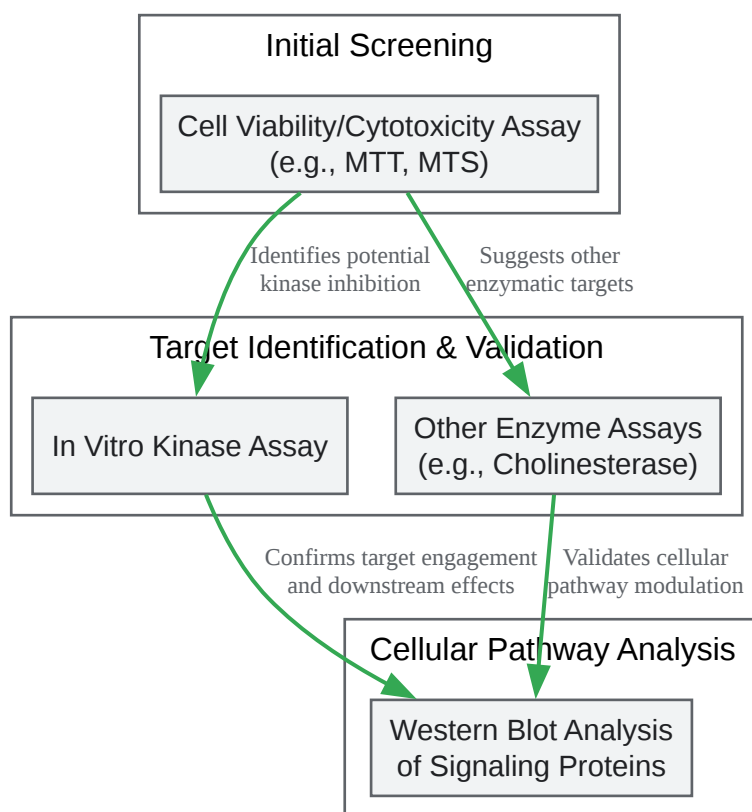 Initial Screening
Cell Viability/Cytotoxicity Assay
(e.g., MTT, MTS)
Identifies potential
kinase inhibition
Suggests other
enzymatic targets
Target Identification & Validation
In Vitro Kinase Assay
Other Enzyme Assays
(e.g., Cholinesterase)
Confirms target engagement
and downstream effects
Validates cellular
pathway modulation
Cellular Pathway Analysis
Western Blot Analysis
of Signaling Proteins